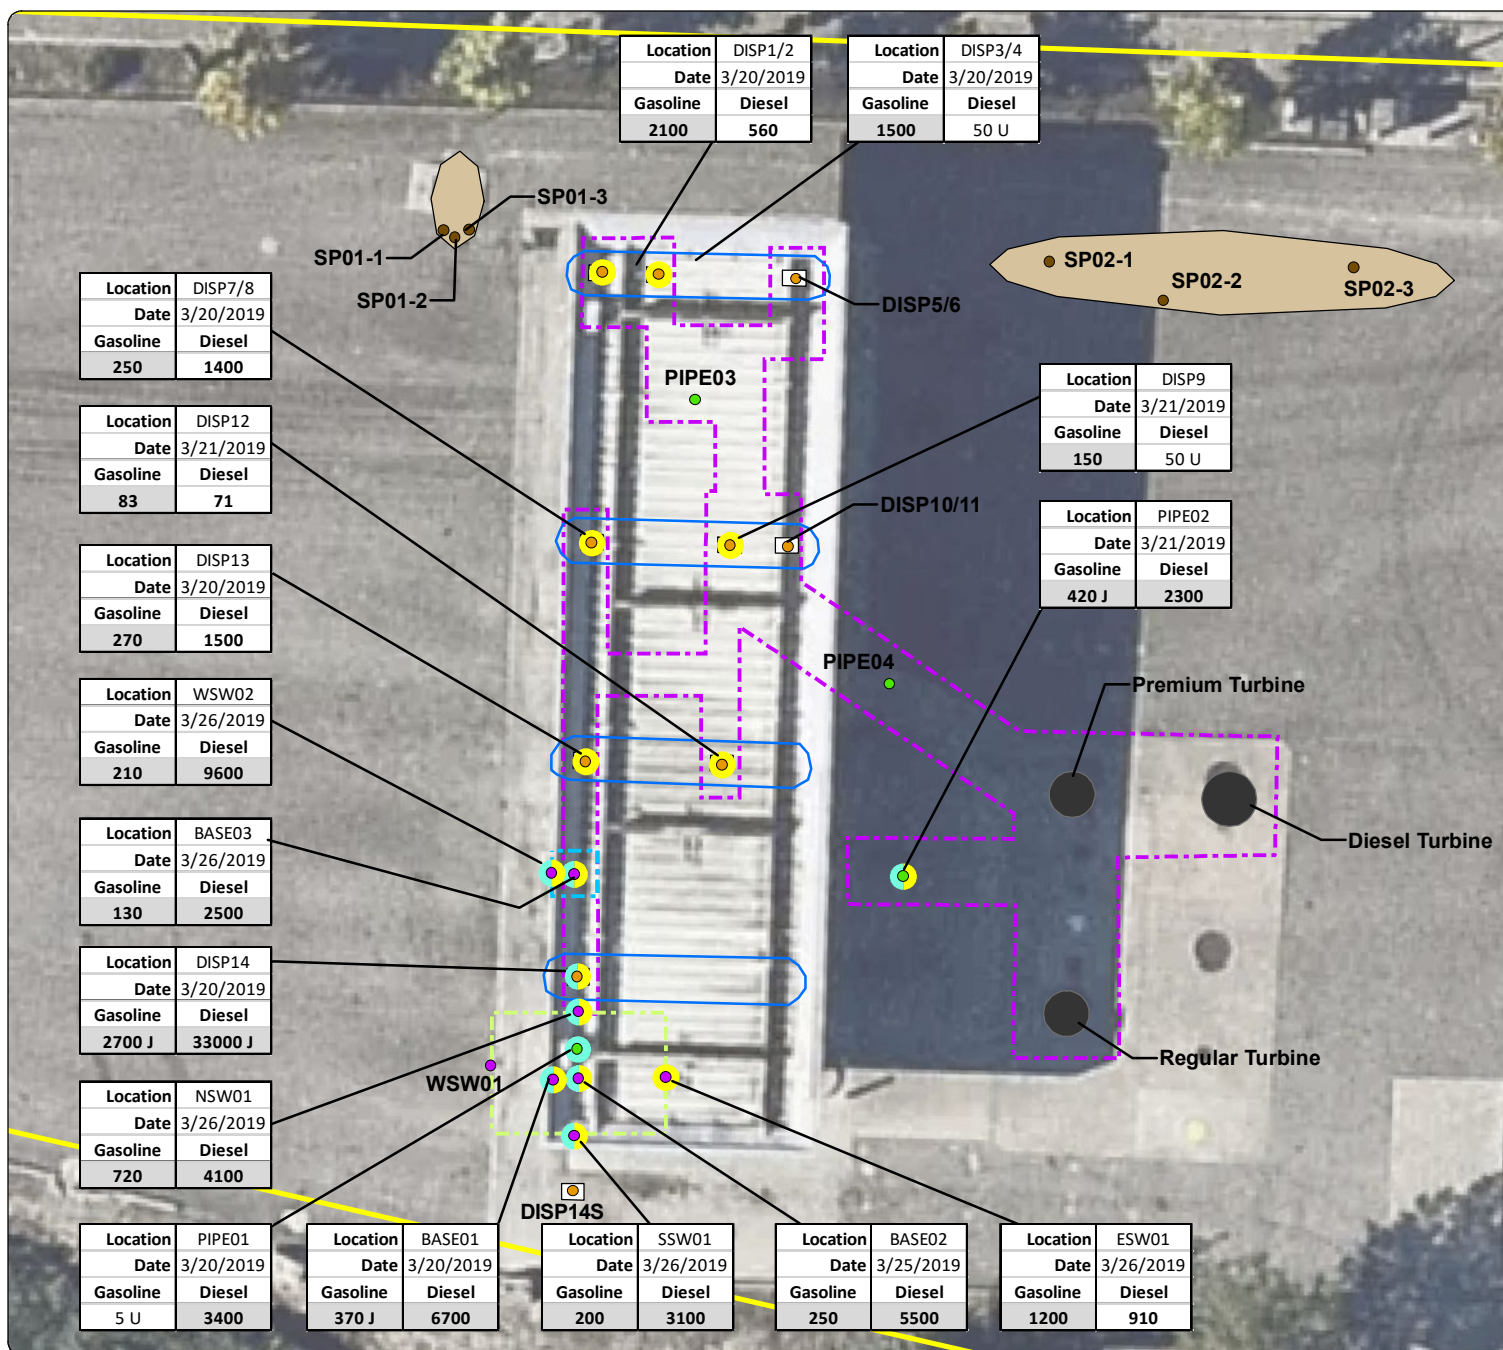 Location DISP1/2
Date 3/20/2019
Gasoline Diesel
2100 560
Location DISP3/4
Date 3/20/2019
Gasoline Diesel
1500 50 U
SP01-3
SP01-1
SP01-2
SP02-1
SP02-2
SP02-3
DISP5/6
Location DISP7/8
Date 3/20/2019
Gasoline Diesel
250 1400
PIPE03
Location DISP9
Date 3/21/2019
Gasoline Diesel
150 50 U
Location DISP12
Date 3/21/2019
Gasoline Diesel
83 71
DISP10/11
Location PIPE02
Date 3/21/2019
Gasoline Diesel
420 J 2300
Location DISP13
Date 3/20/2019
Gasoline Diesel
270 1500
PIPE04
Premium Turbine
Location WSW02
Date 3/26/2019
Gasoline Diesel
210 9600
Diesel Turbine
Location BASE03
Date 3/26/2019
Gasoline Diesel
130 2500
Location DISP14
Date 3/20/2019
Gasoline Diesel
2700 J 33000 J
Regular Turbine
WSW01
Location NSW01
Date 3/26/2019
Gasoline Diesel
720 4100
DISP14S
Location PIPE01
Date 3/20/2019
Gasoline Diesel
5 U 3400
Location BASE01
Date 3/20/2019
Gasoline Diesel
370 J 6700
Location SSW01
Date 3/26/2019
Gasoline Diesel
200 3100
Location BASE02
Date 3/25/2019
Gasoline Diesel
250 5500
Location ESW01
Date 3/26/2019
Gasoline Diesel
1200 910